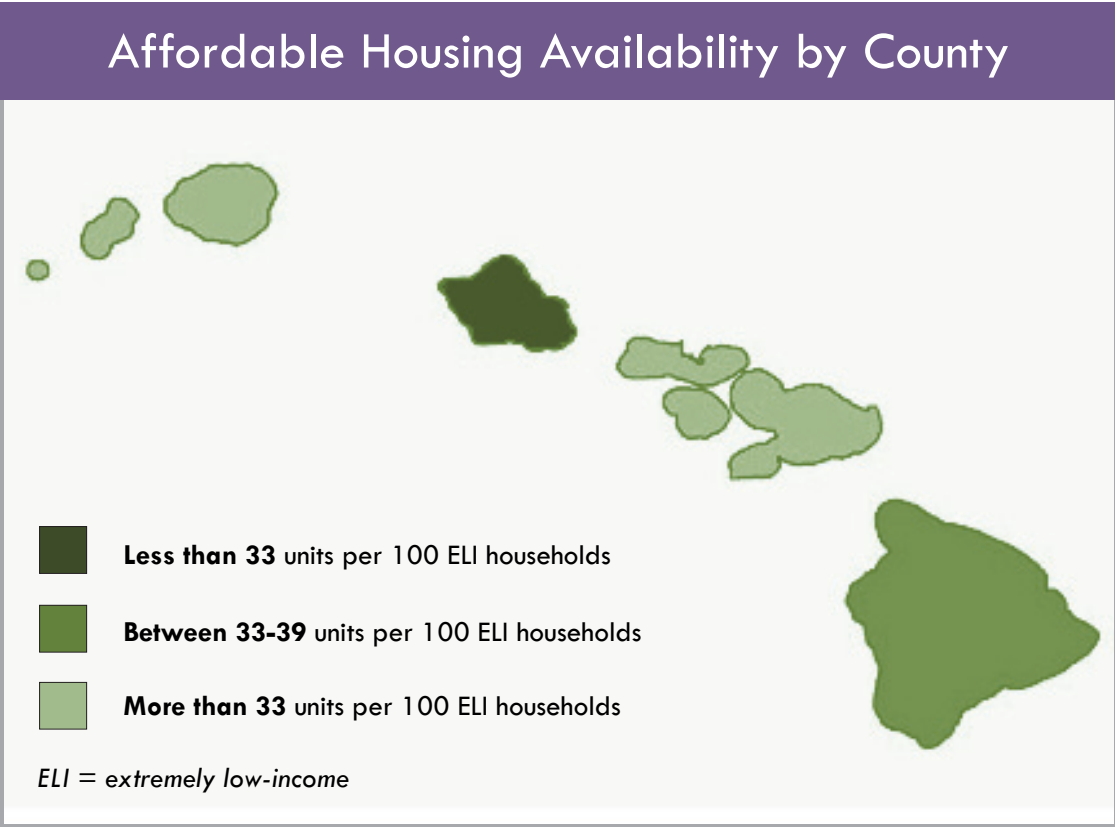 Affordable Housing Availability by County
Less than 33 units per 100 ELI households
Between 33-39 units per 100 ELI households
More than 33 units per 100 ELI households
ELI = extremely low-income